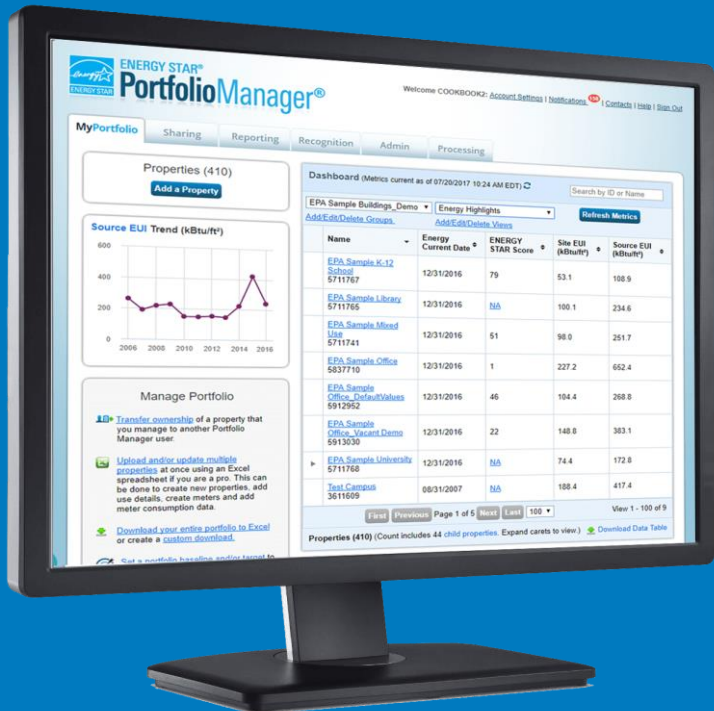 ENERGY STAR
ENERGY STAR®
PortfolioManager®
Welcome COOKBOOK2: Account Settings | Notifications | Contacts | Help | Sign Out
MyPortfolio Sharing Reporting Recognition Admin Processing
Properties (410)
Add a Property
Source EUI Trend (kBtu/ft²)
600
400
200
0
2006 2008 2010 2012 2014 2016
Manage Portfolio
Transfer ownership of a property that
you manage to another Portfolio
Manager user.
Upload and/or update multiple
properties at once using an Excel
spreadsheet if you are a pro. This can
be done to create new properties, add
use details, create meters and add
meter consumption data.
Download your entire portfolio to Excel
or create a custom download.
Set a portfolio baseline and/or target to
Dashboard (Metrics current as of 07/20/2017 10:24 AM EDT)
Search by ID or Name
EPA Sample Buildings_Demo Energy Highlights
Refresh Metrics
Add/Edit/Delete Groups Add/Edit/Delete Views
Name Energy Current Date ENERGY STAR Score Site EUI (kBtu/ft²) Source EUI (kBtu/ft²)
EPA Sample K-12
School
5711767 12/31/2016 79 53.1 108.9
EPA Sample Library
5711765 12/31/2016 NA 100.1 234.6
EPA Sample Mixed
Use
5711741 12/31/2016 51 98.0 251.7
EPA Sample Office
5837710 12/31/2016 1 227.2 652.4
EPA Sample
Office_DefaultValues
5912952 12/31/2016 46 104.4 268.8
EPA Sample
Office_Vacant Demo
5913030 12/31/2016 22 148.8 383.1
EPA Sample University
5711768 12/31/2016 NA 74.4 172.8
Test Campus
3611609 08/31/2007 NA 188.4 417.4
First Previous Page 1 of 5 Next Last 100 View 1 - 100 of 9
Properties (410) (Count includes 44 child properties. Expand carets to view.) Download Data Table